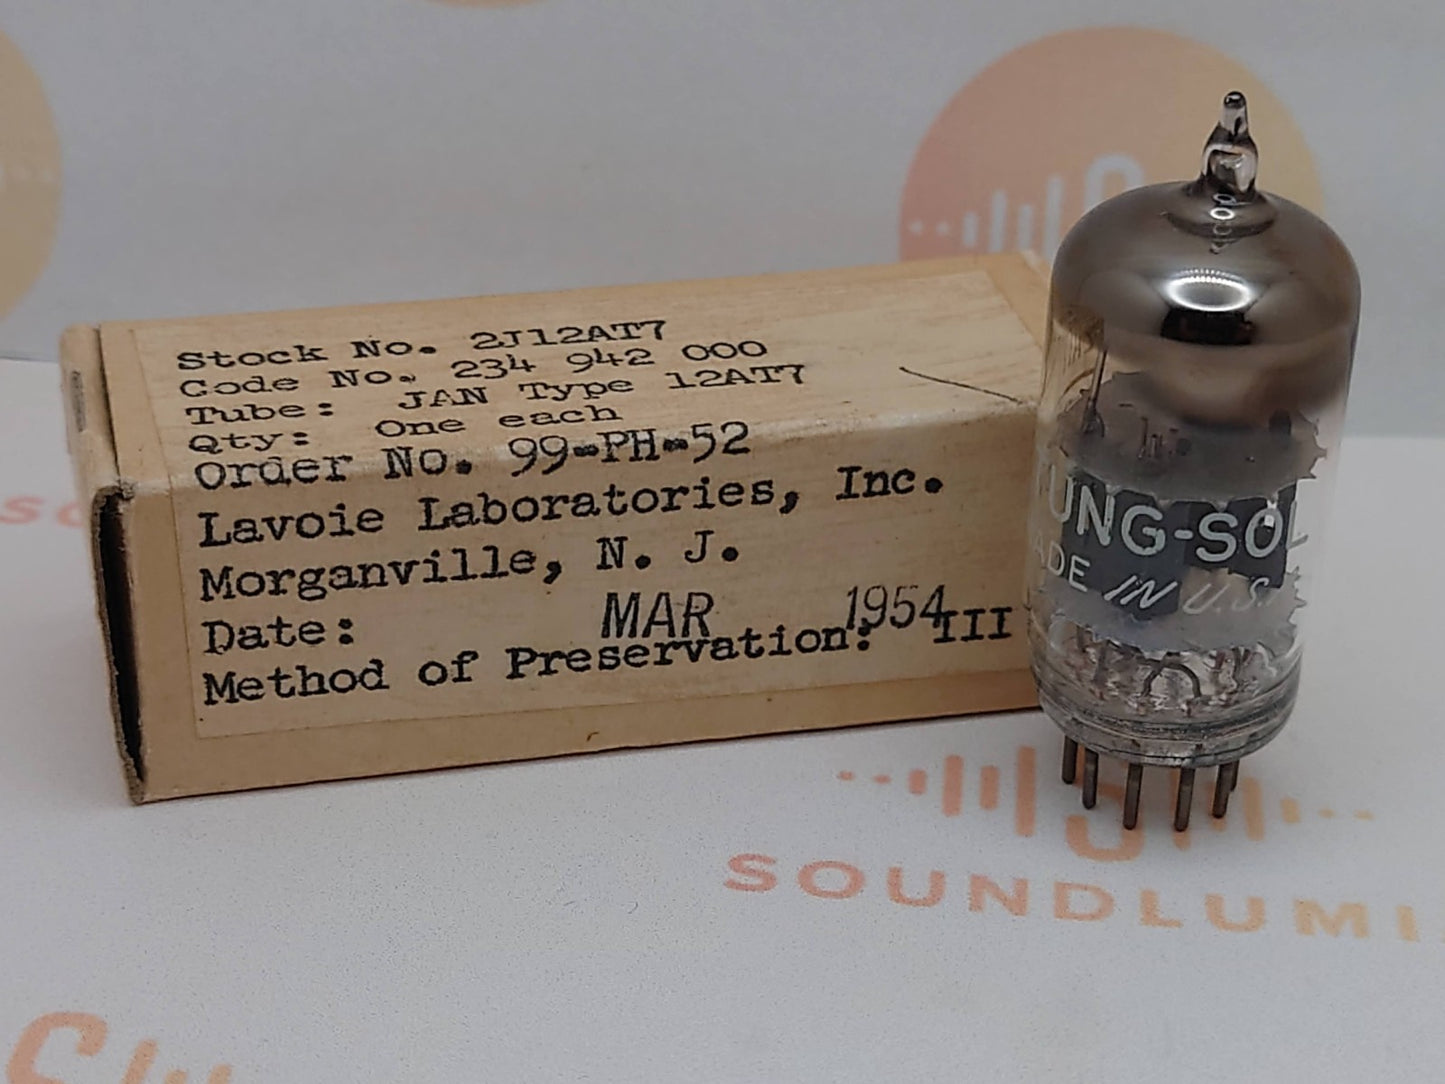 Stock No. 2J12AT7
Code No. 234 942 000
Tube: JAN Type 12AT7
Qty: One each
Order No. 99-PH-52
Lavoie Laboratories, Inc.
Morganville, N. J.
Date: MAR 1954
Method of Preservation: III
TUNG-SOL
MADE IN U.S.A
SOUNDLUMI